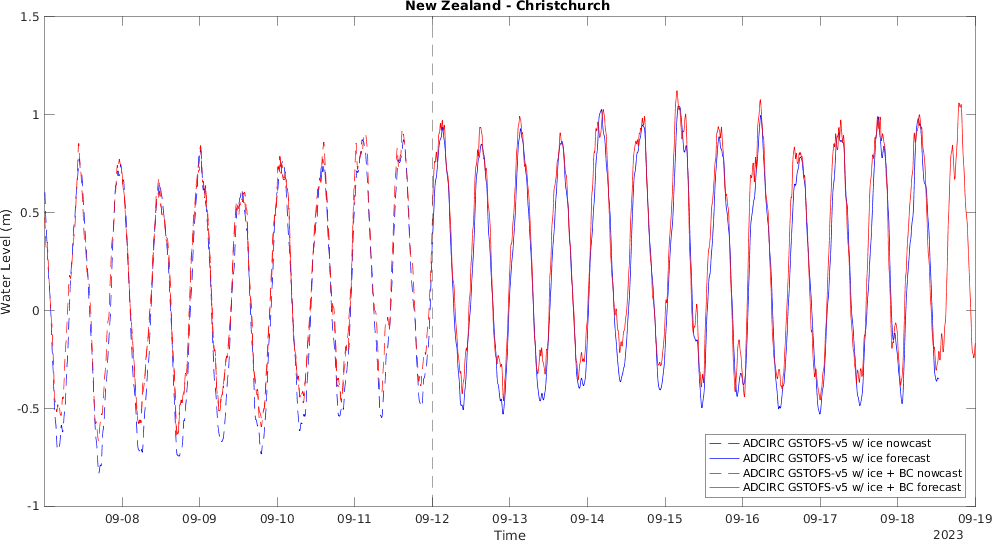 New Zealand - Christchurch
1.5
1
0.5
0
-0.5
-1
Water Level (m)
09-08
09-09
09-10
09-11
09-12
09-13
09-14
09-15
09-16
09-17
09-18
09-19
Time
2023
ADCIRC GSTOFS-v5 w/ ice nowcast
ADCIRC GSTOFS-v5 w/ ice forecast
ADCIRC GSTOFS-v5 w/ ice + BC nowcast
ADCIRC GSTOFS-v5 w/ ice + BC forecast